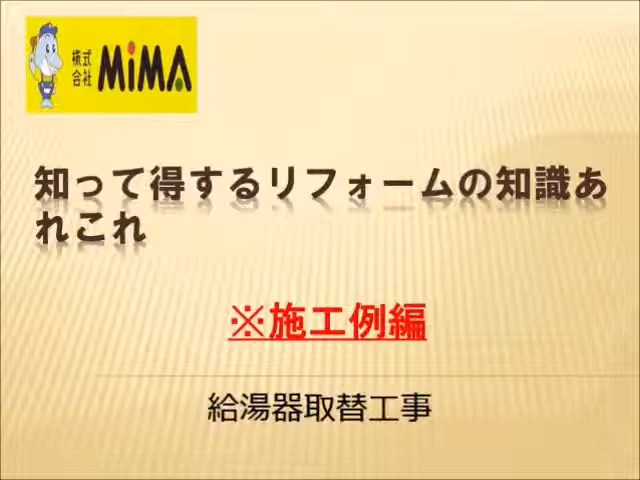 株式
会社 MiMA
知って得するリフォームの知識あ
れこれ
※施工例編
給湯器取替工事